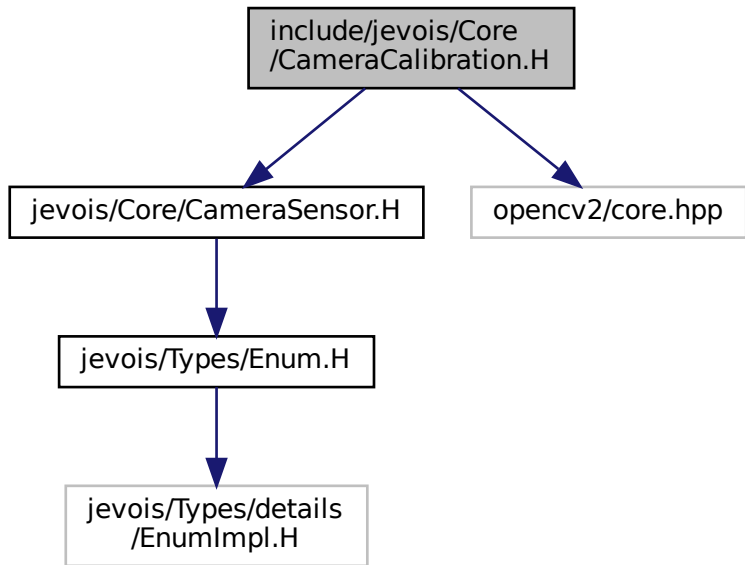 include/jevois/Core
/CameraCalibration.H
jevois/Core/CameraSensor.H
opencv2/core.hpp
jevois/Types/Enum.H
jevois/Types/details
/EnumImpl.H